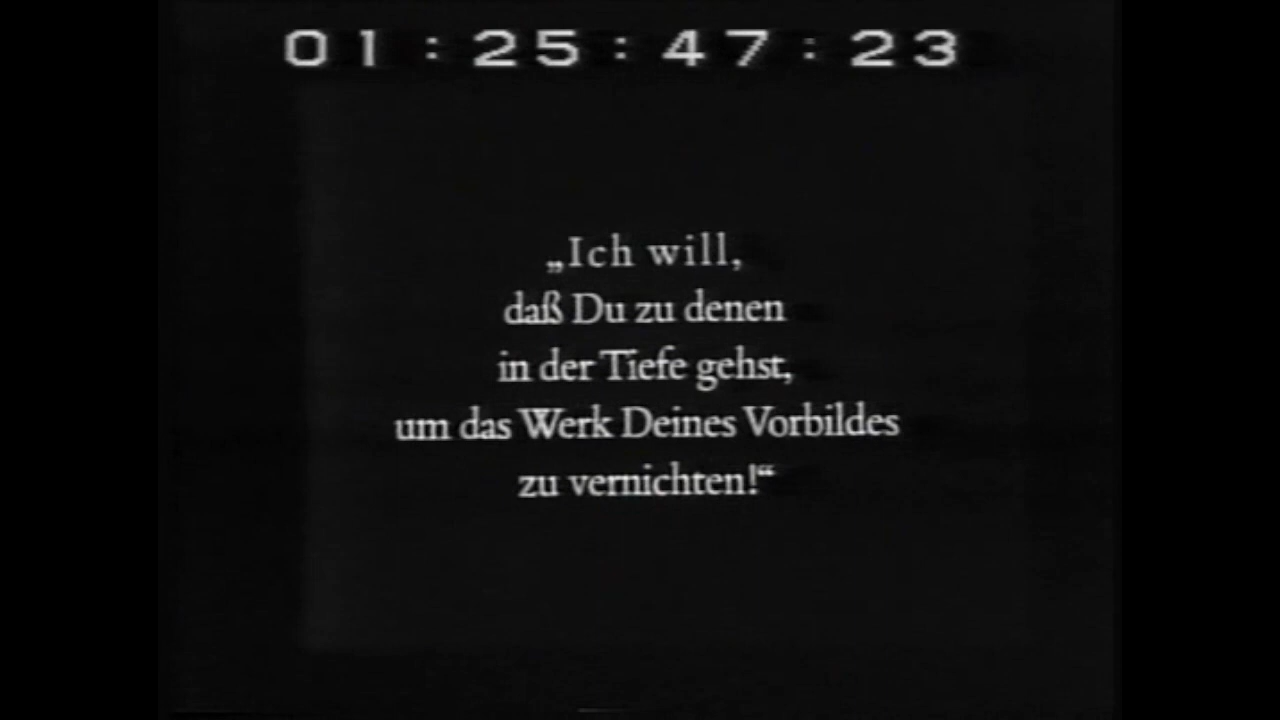 01:25:47:23
„Ich will,
daß Du zu denen
in der Tiefe gehst,
um das Werk Deines Vorbildes
zu vernichten!“